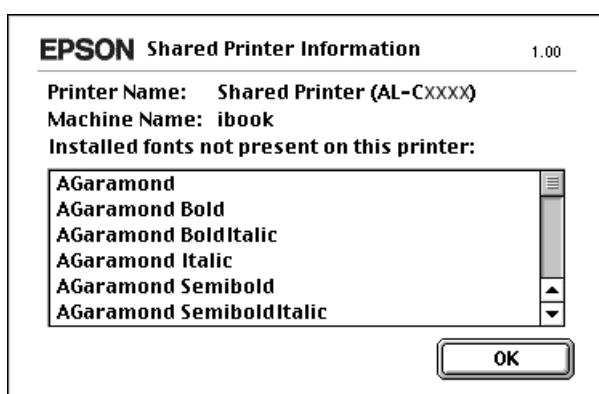 EPSON Shared Printer Information 1.00
Printer Name: Shared Printer (AL-CXXXX)
Machine Name: ibook
Installed fonts not present on this printer:
AGaramond
AGaramond Bold
AGaramond BoldItalic
AGaramond Italic
AGaramond Semibold
AGaramond SemiboldItalic
OK